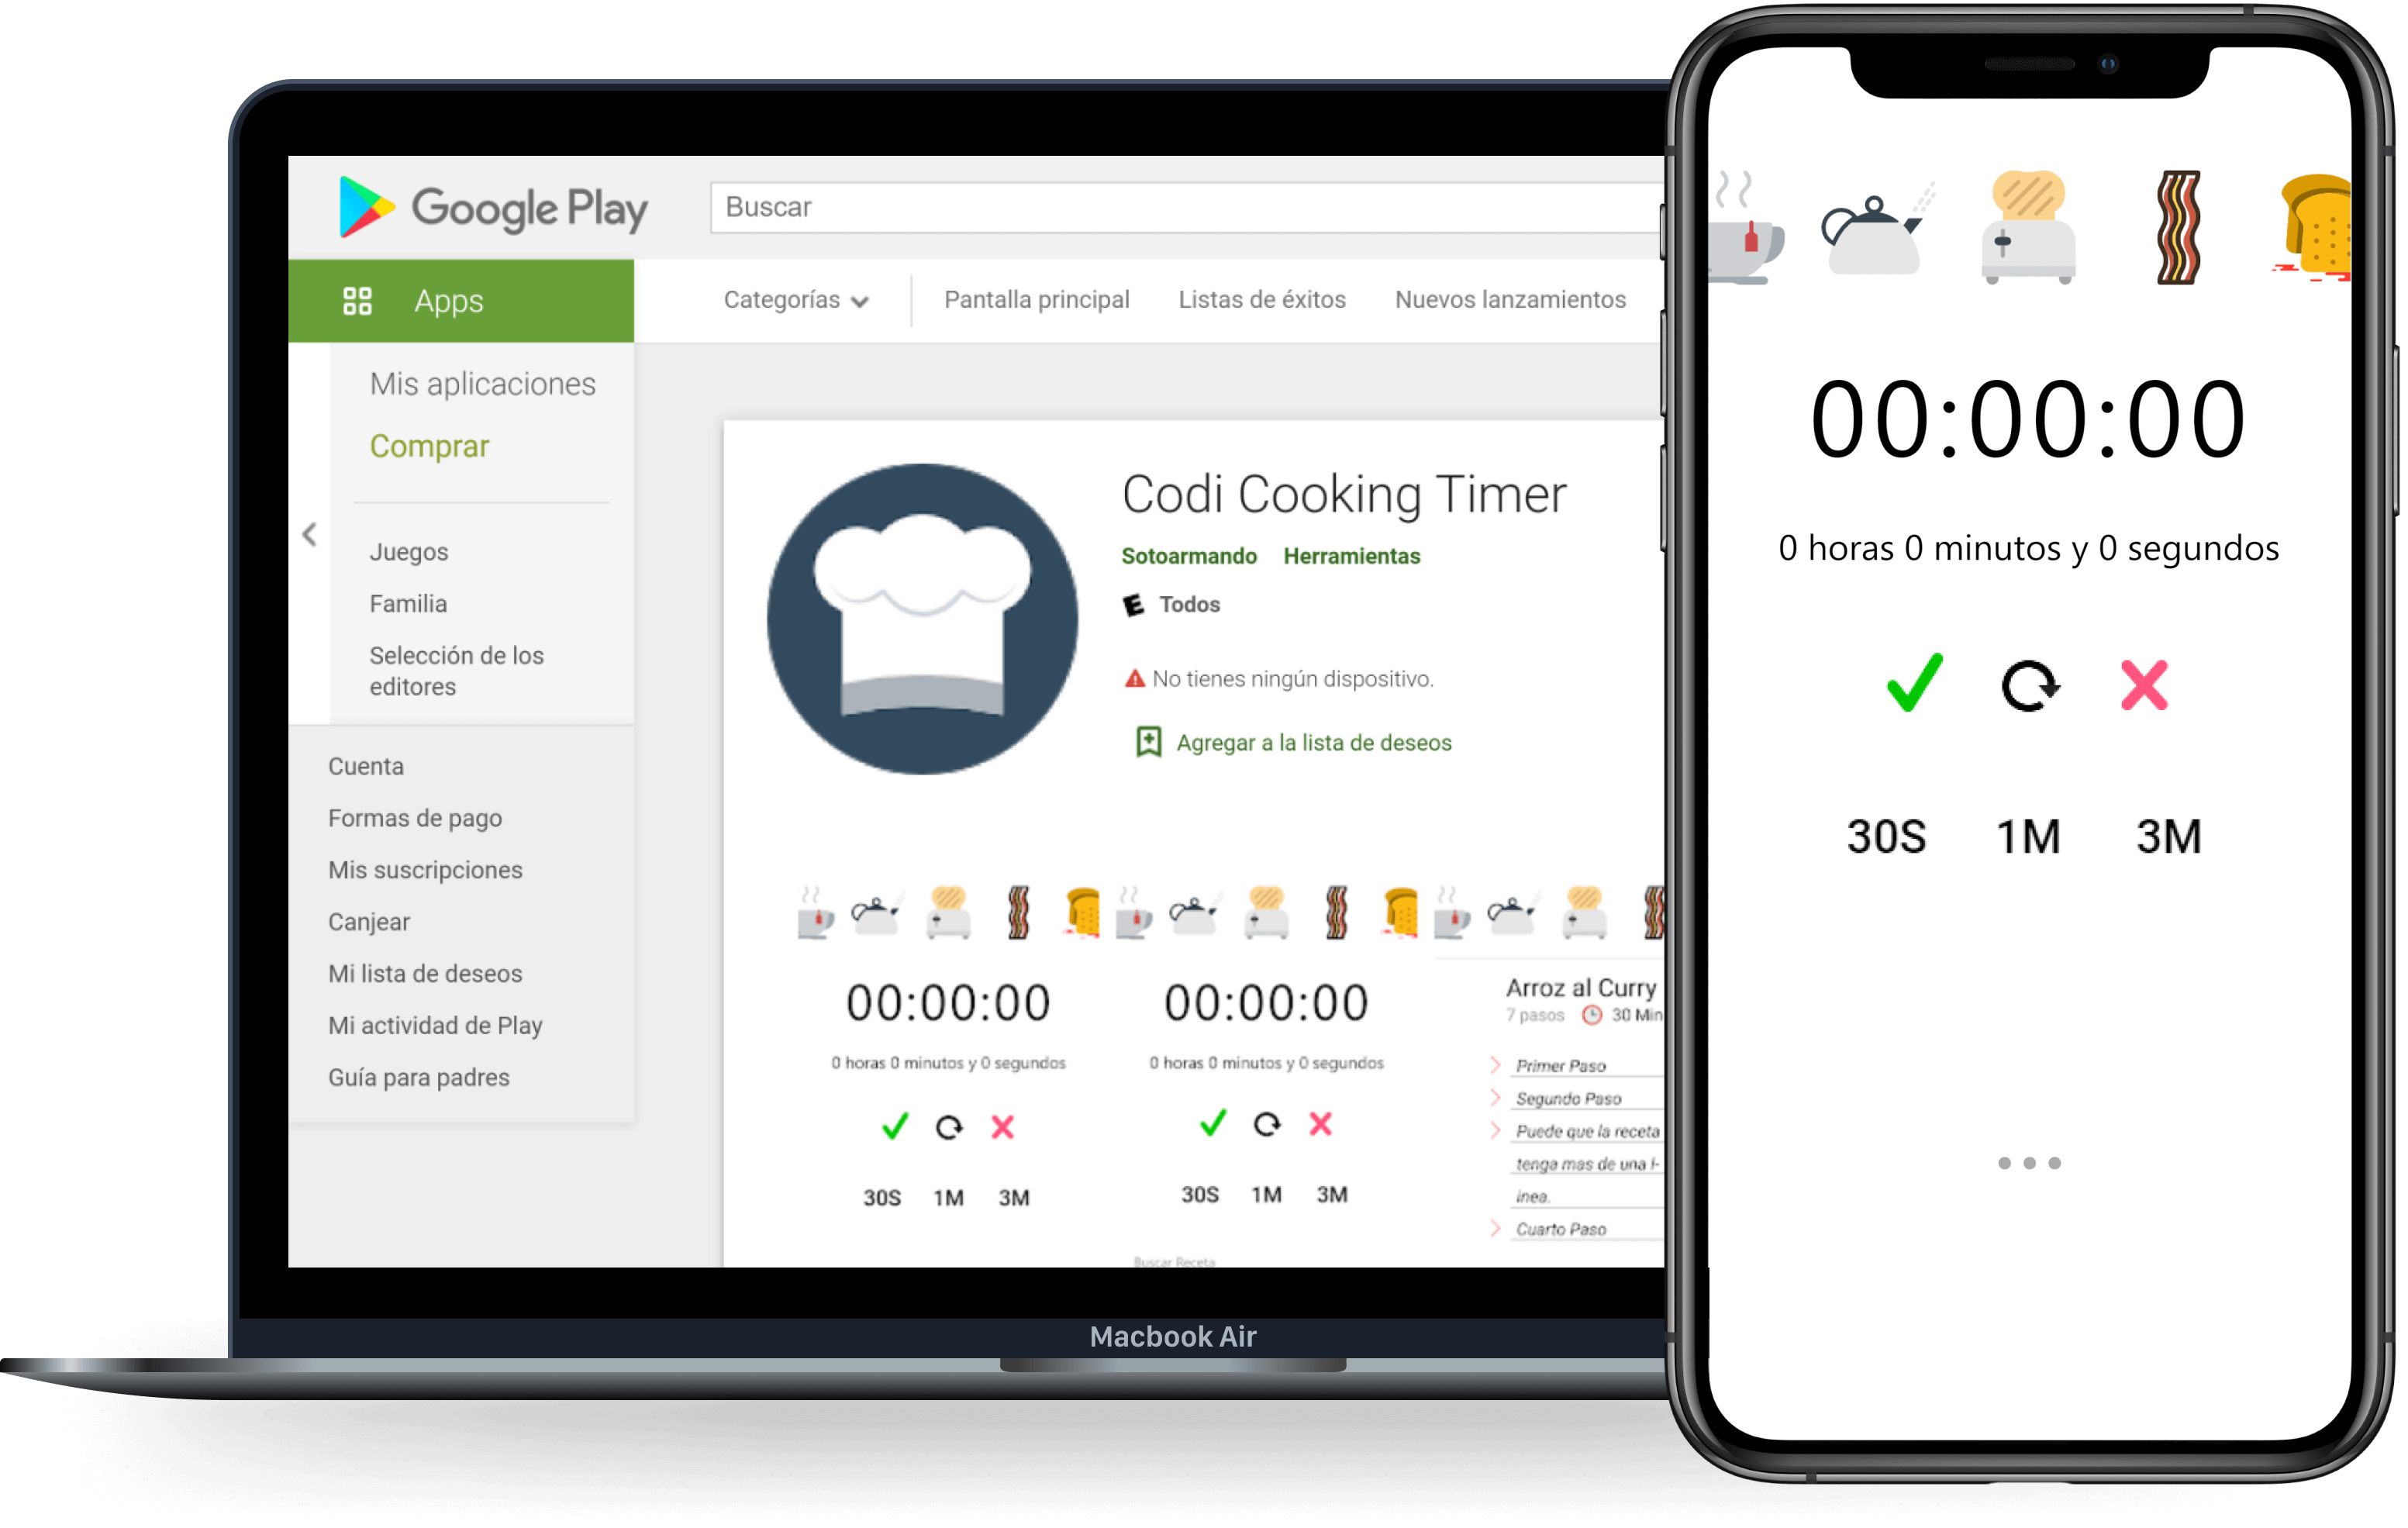 Google Play
Buscar
Apps
Categorías
Pantalla principal
Listas de éxitos
Nuevos lanzamientos
Mis aplicaciones
Comprar
Juegos
Familia
Selección de los
editores
Cuenta
Formas de pago
Mis suscripciones
Canjear
Mi lista de deseos
Mi actividad de Play
Guía para padres
Codi Cooking Timer
Sotoarmando Herramientas
E Todos
No tienes ningún dispositivo.
Agregar a la lista de deseos
00:00:00
0 horas 0 minutos y 0 segundos
30S 1M 3M
00:00:00
0 horas 0 minutos y 0 segundos
30S 1M 3M
Buscar Receta
Arroz al Curry
7 pasos 30 Min
Primer Paso
Segundo Paso
Puede que la receta
tenga mas de una l-
inea.
Cuarto Paso
Macbook Air
00:00:00
0 horas 0 minutos y 0 segundos
30S 1M 3M